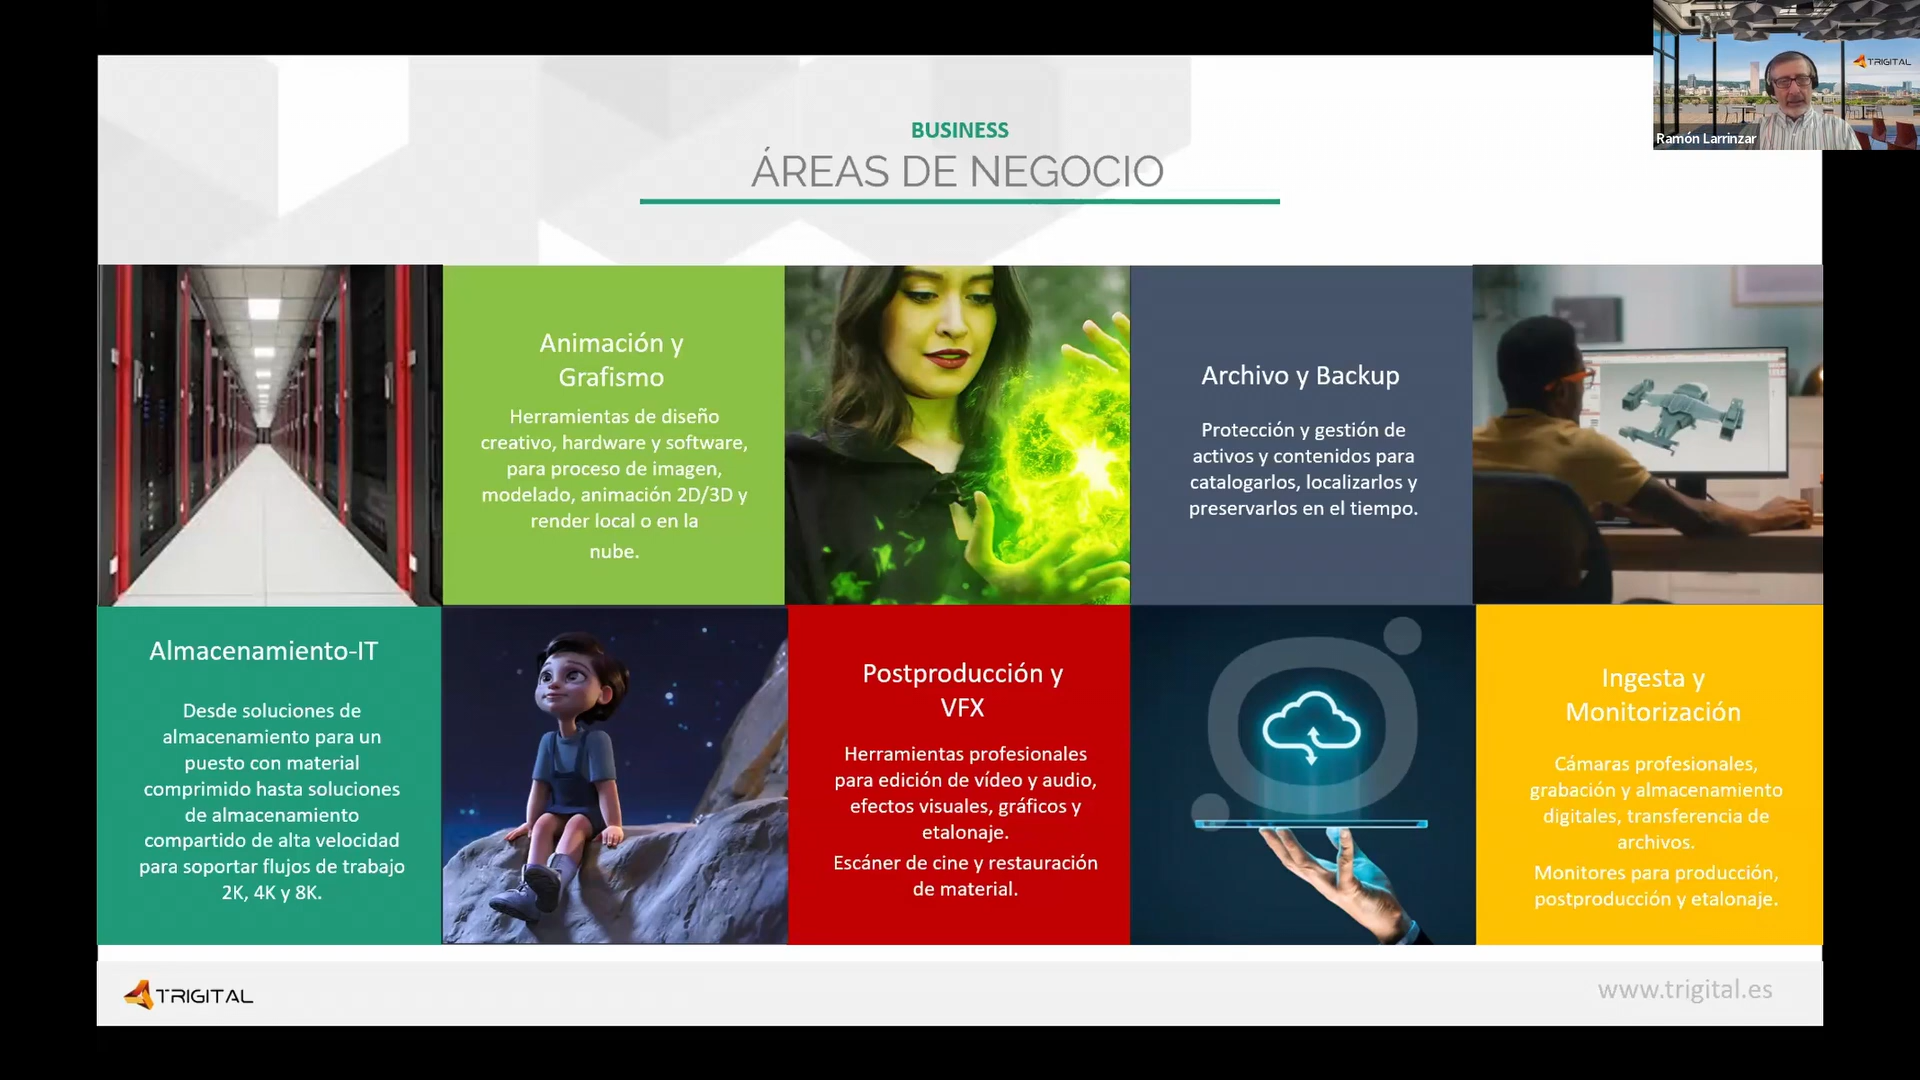 BUSINESS
ÁREAS DE NEGOCIO
TRIGITAL
Ramón Larrinzar
Animación y
Grafismo
Herramientas de diseño
creativo, hardware y software,
para proceso de imagen,
modelado, animación 2D/3D y
render local o en la
nube.
Archivo y Backup
Protección y gestión de
activos y contenidos para
catalogarlos, localizarlos y
preservarlos en el tiempo.
Almacenamiento-IT
Desde soluciones de
almacenamiento para un
puesto con material
comprimido hasta soluciones
de almacenamiento
compartido de alta velocidad
para soportar flujos de trabajo
2K, 4K y 8K.
Postproducción y
VFX
Herramientas profesionales
para edición de vídeo y audio,
efectos visuales, gráficos y
etalonaje.
Escáner de cine y restauración
de material.
Ingesta y
Monitorización
Cámaras profesionales,
grabación y almacenamiento
digitales, transferencia de
archivos.
Monitores para producción,
postproducción y etalonaje.
TRIGITAL
www.trigital.es